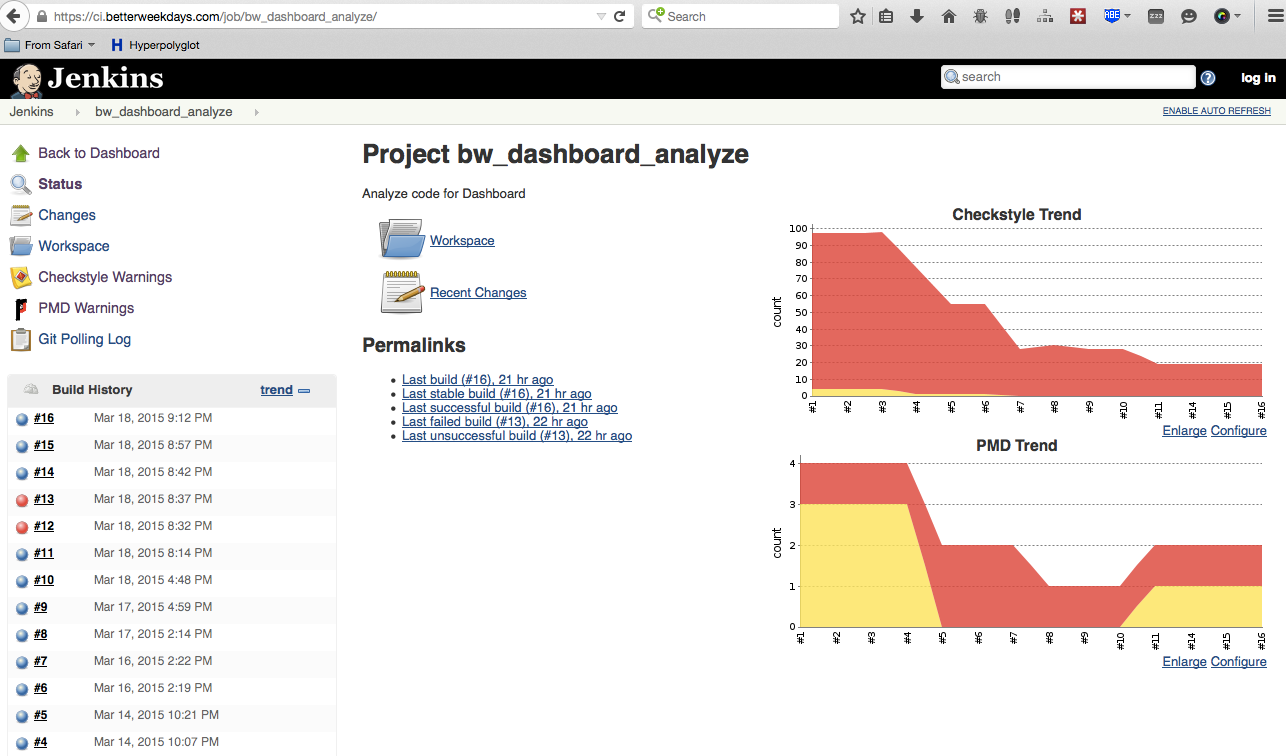 https://ci.betterweekdays.com/job/bw_dashboard_analyze/
Search
ABE
zzz
From Safari
H Hyperpolyglot
Jenkins
search
log in
Jenkins
bw_dashboard_analyze
ENABLE AUTO REFRESH
Back to Dashboard
Status
Changes
Workspace
Checkstyle Warnings
PMD Warnings
Git Polling Log
Build History
trend
#16 Mar 18, 2015 9:12 PM
#15 Mar 18, 2015 8:57 PM
#14 Mar 18, 2015 8:42 PM
#13 Mar 18, 2015 8:37 PM
#12 Mar 18, 2015 8:32 PM
#11 Mar 18, 2015 8:14 PM
#10 Mar 18, 2015 4:48 PM
#9 Mar 17, 2015 4:59 PM
#8 Mar 17, 2015 2:14 PM
#7 Mar 16, 2015 2:22 PM
#6 Mar 16, 2015 2:19 PM
#5 Mar 14, 2015 10:21 PM
#4 Mar 14, 2015 10:07 PM
Project bw_dashboard_analyze
Analyze code for Dashboard
Workspace
Recent Changes
Permalinks
Last build (#16), 21 hr ago
Last stable build (#16), 21 hr ago
Last successful build (#16), 21 hr ago
Last failed build (#13), 22 hr ago
Last unsuccessful build (#13), 22 hr ago
Checkstyle Trend
count
100
90
80
70
60
50
40
30
20
10
0
#1 #2 #3 #4 #5 #6 #7 #8 #9 #10 #11 #14 #15 #16
Enlarge Configure
PMD Trend
count
4
3
2
1
0
#1 #2 #3 #4 #5 #6 #7 #8 #9 #10 #11 #14 #15 #16
Enlarge Configure